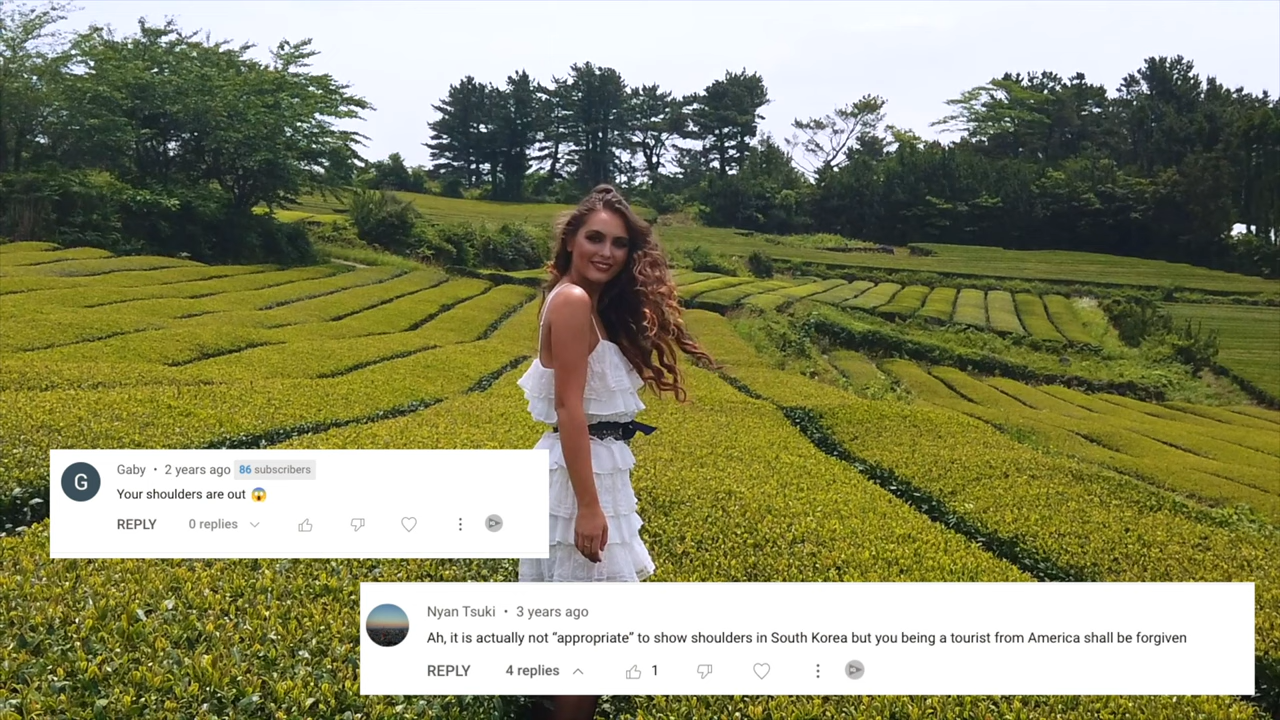 Gaby • 2 years ago 86 subscribers
Your shoulders are out 😱
G
REPLY 0 replies
Nyan Tsuki • 3 years ago
Ah, it is actually not “appropriate” to show shoulders in South Korea but you being a tourist from America shall be forgiven
REPLY 4 replies 1